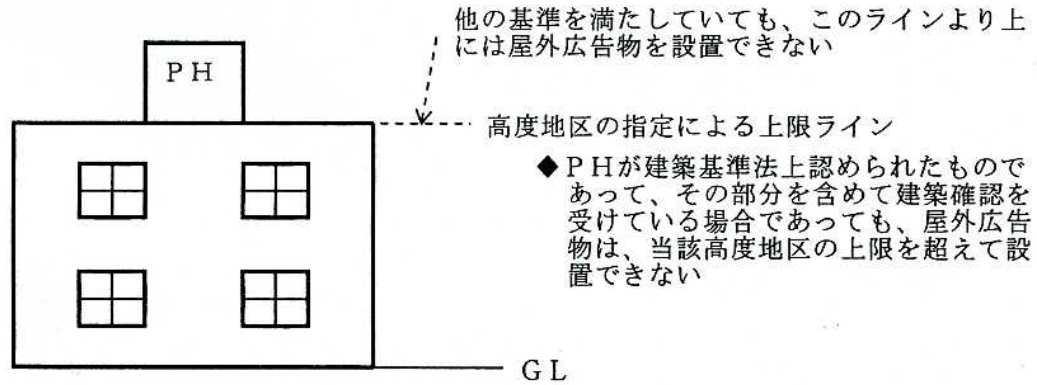 他の基準を満たしていても、このラインより上
には屋外広告物を設置できない
ＰＨ
高度地区の指定による上限ライン
◆ＰＨが建築基準法上認められたもので
あって、その部分を含めて建築確認を
受けている場合であっても、屋外広告
物は、当該高度地区の上限を超えて設
置できない
ＧＬ